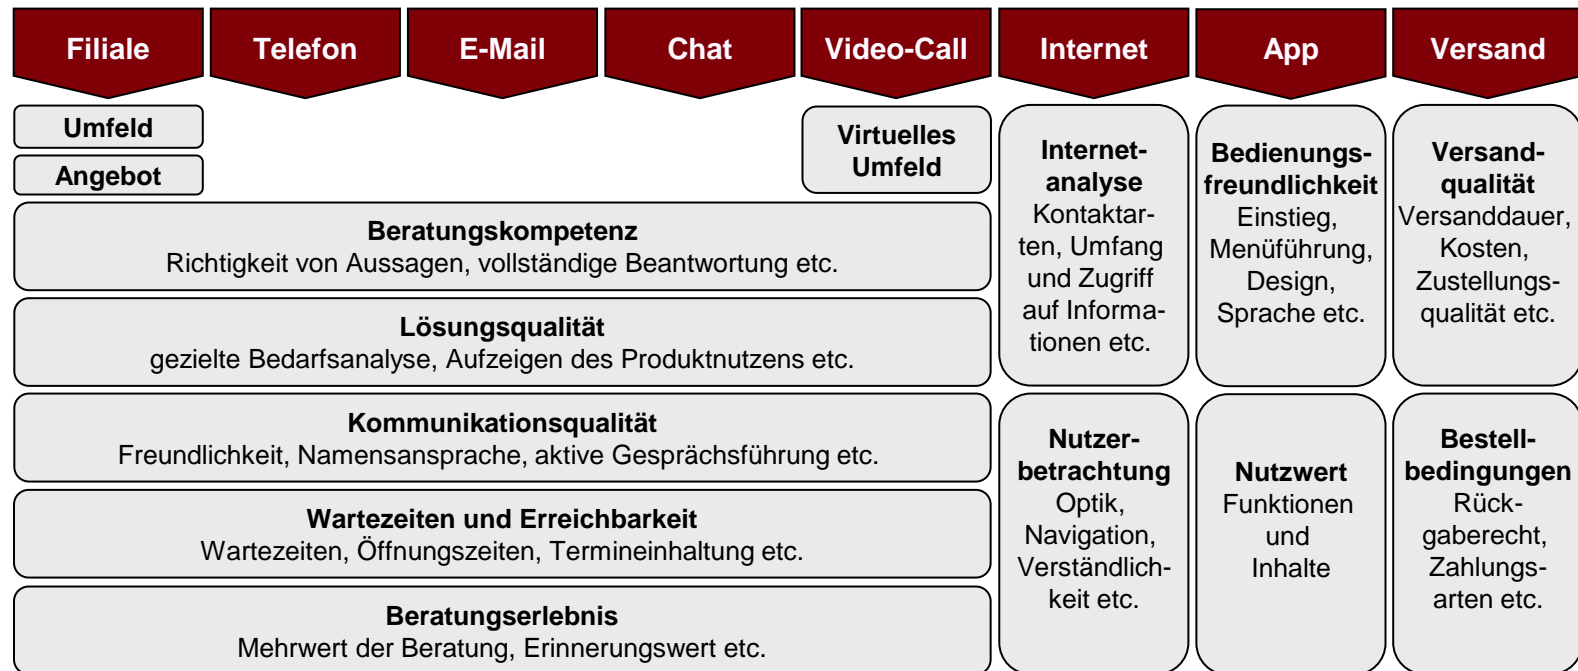 Filiale
Telefon
E-Mail
Chat
Video-Call
Internet
App
Versand
Umfeld
Angebot
Virtuelles
Umfeld
Beratungskompetenz
Richtigkeit von Aussagen, vollständige Beantwortung etc.
Lösungsqualität
gezielte Bedarfsanalyse, Aufzeigen des Produktnutzens etc.
Kommunikationsqualität
Freundlichkeit, Namensansprache, aktive Gesprächsführung etc.
Wartezeiten und Erreichbarkeit
Wartezeiten, Öffnungszeiten, Termineinhaltung etc.
Beratungserlebnis
Mehrwert der Beratung, Erinnerungswert etc.
Internet-
analyse
Kontaktar-
ten, Umfang
und Zugriff
auf Informa-
tionen etc.
Nutzer-
betrachtung
Optik,
Navigation,
Verständlich-
keit etc.
Bedienungs-
freundlichkeit
Einstieg,
Menüführung,
Design,
Sprache etc.
Nutzwert
Funktionen
und
Inhalte
Versand-
qualität
Versanddauer,
Kosten,
Zustellungs-
qualität etc.
Bestell-
bedingungen
Rück-
gaberecht,
Zahlungs-
arten etc.